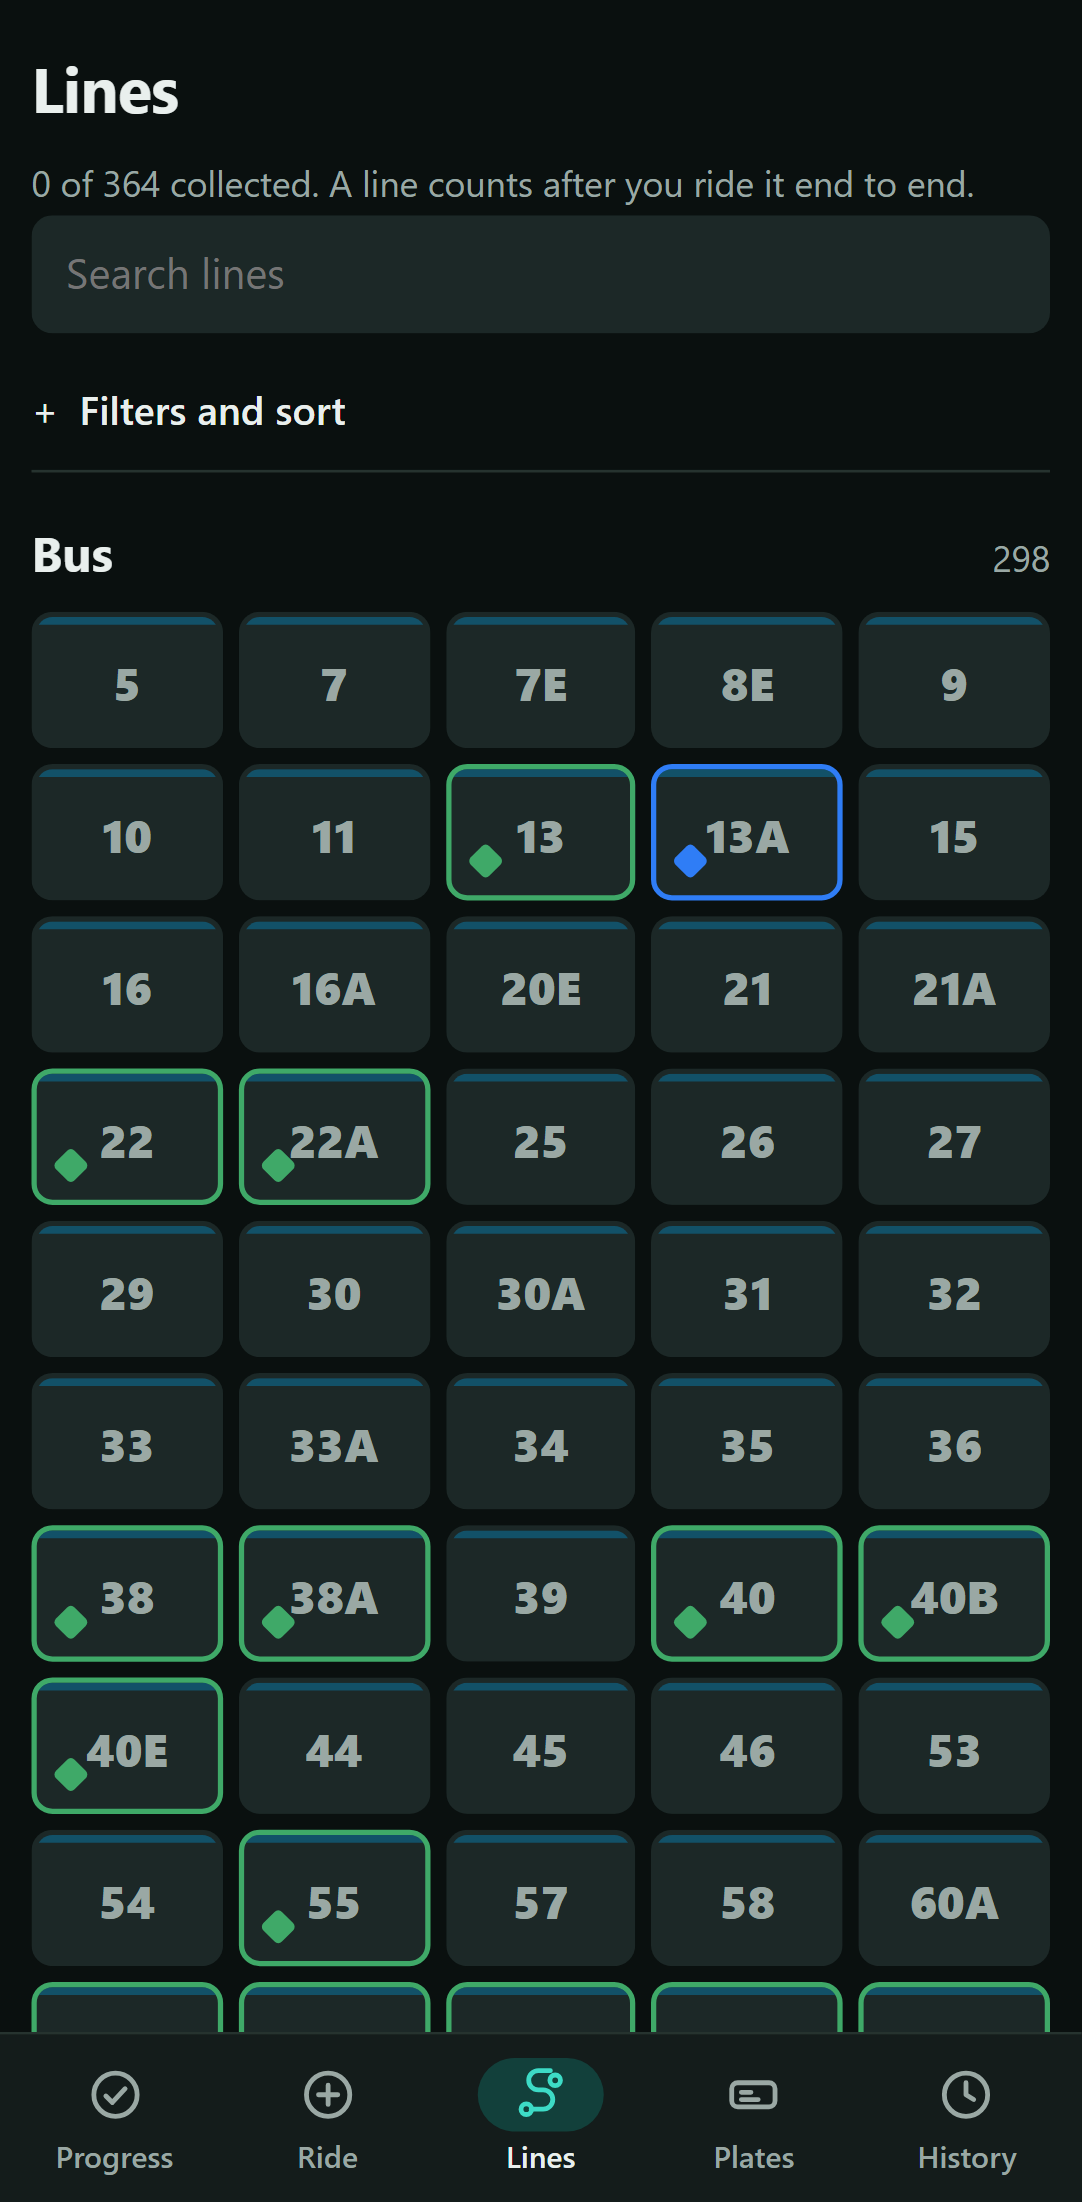 Lines
0 of 364 collected. A line counts after you ride it end to end.
Search lines
+ Filters and sort
Bus 298
5 7 7E 8E 9
10 11 13 13A 15
16 16A 20E 21 21A
22 22A 25 26 27
29 30 30A 31 32
33 33A 34 35 36
38 38A 39 40 40B
40E 44 45 46 53
54 55 57 58 60A
Progress Ride Lines Plates History